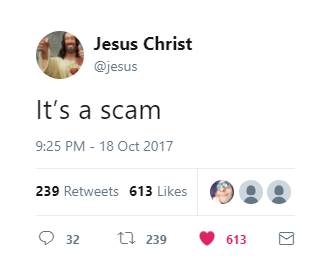 Jesus Christ
@jesus
It’s a scam
9:25 PM - 18 Oct 2017
239 Retweets 613 Likes
32 239 613